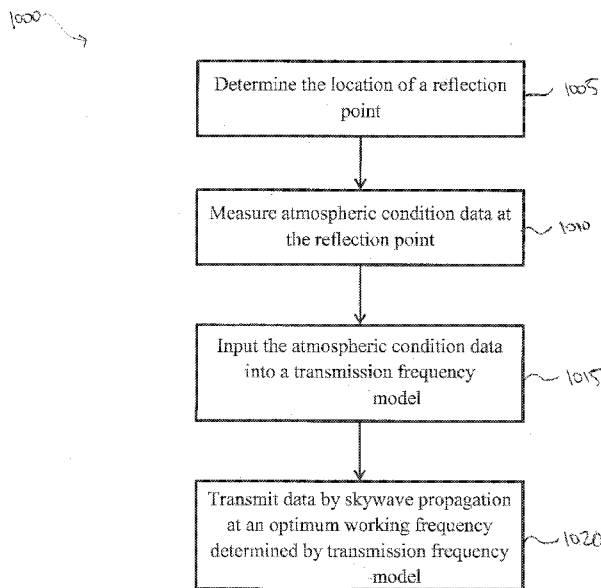 1000
Determine the location of a reflection
point
1005
Measure atmospheric condition data at
the reflection point
1010
Input the atmospheric condition data
into a transmission frequency
model
1015
Transmit data by skywave propagation
at an optimum working frequency
determined by transmission frequency
model
1020